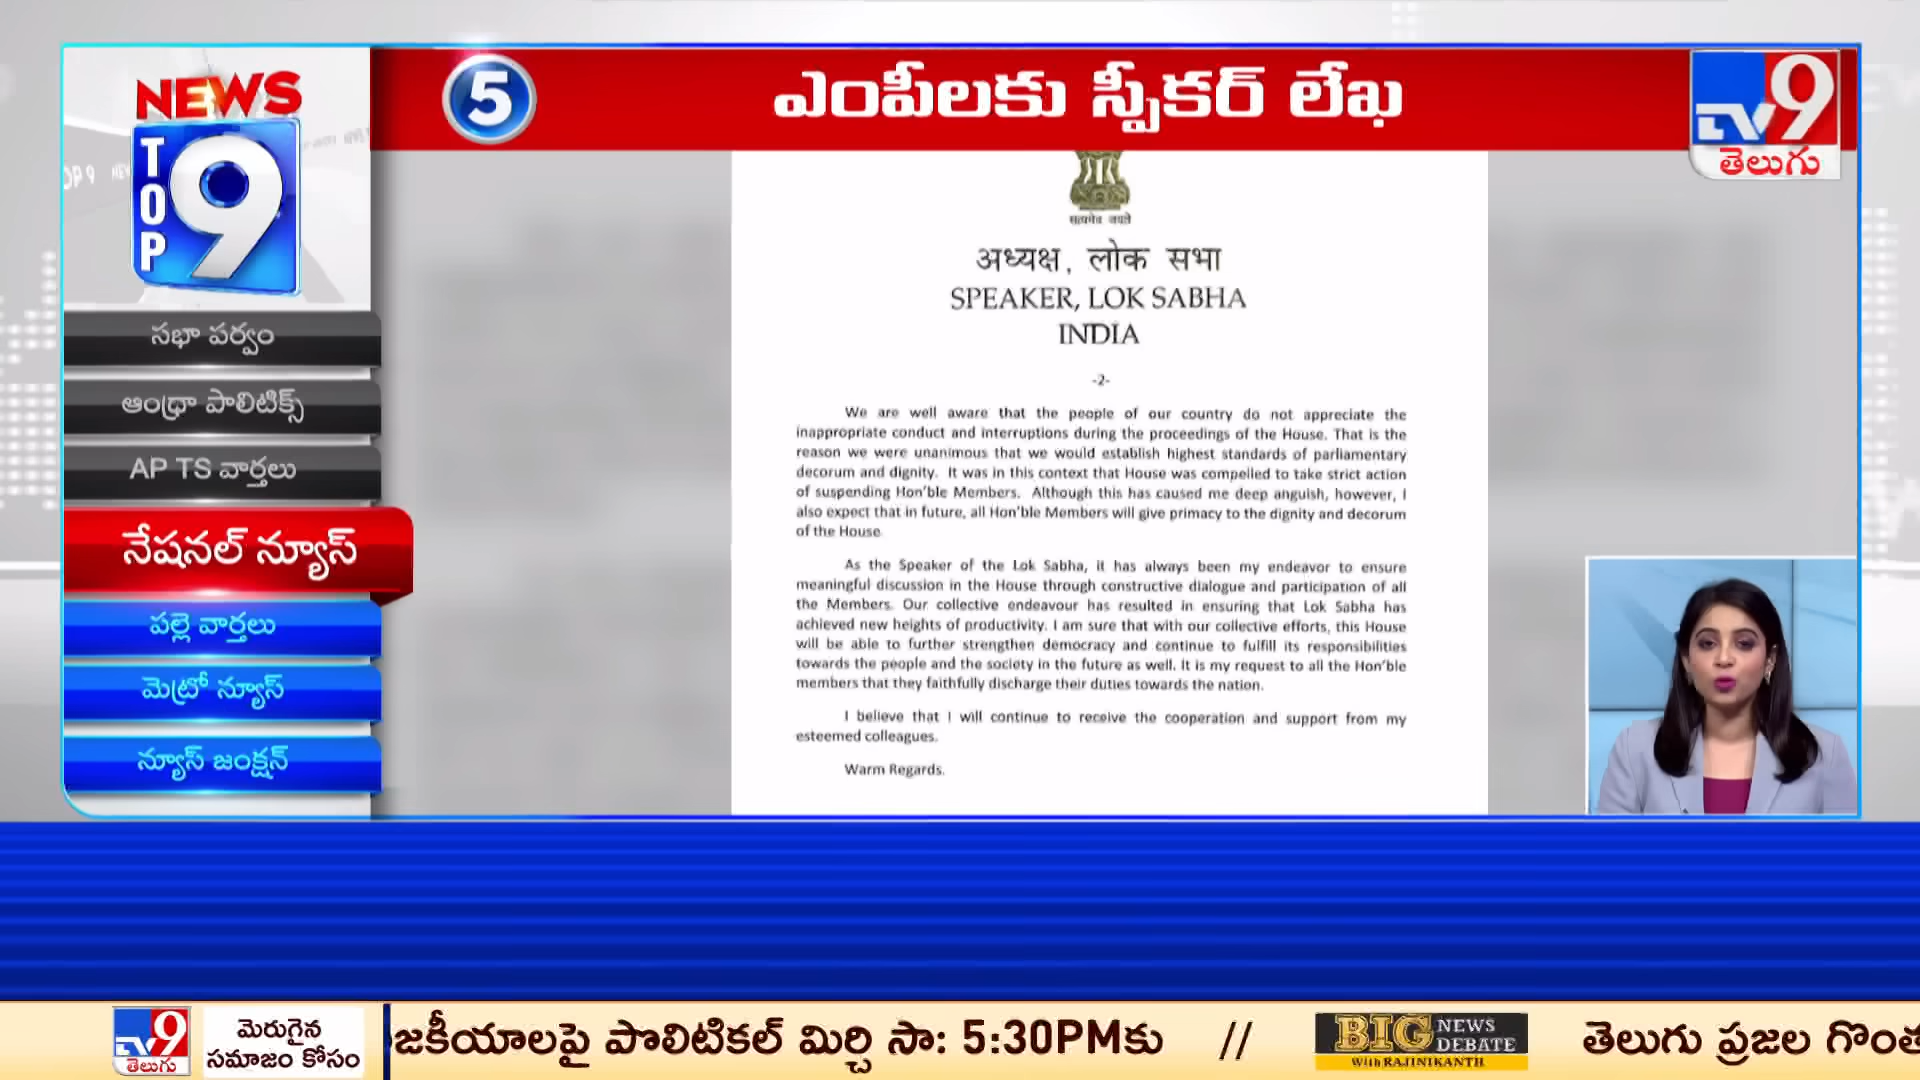 NEWS
TOP
9
5
ఎంపీలకు స్పీకర్ లేఖ
TV9
తెలుగు
సభా పర్వం
ఆంధ్రా పాలిటిక్స్
AP TS వార్తలు
నేషనల్ న్యూస్
పల్లె వార్తలు
మెట్రో న్యూస్
న్యూస్ జంక్షన్
सत्यमेव जयते
अध्यक्ष, लोक सभा
SPEAKER, LOK SABHA
INDIA
-2-
We are well aware that the people of our country do not appreciate the
inappropriate conduct and interruptions during the proceedings of the House. That is the
reason we were unanimous that we would establish highest standards of parliamentary
decorum and dignity. It was in this context that House was compelled to take strict action
of suspending Hon'ble Members. Although this has caused me deep anguish, however, I
also expect that in future, all Hon'ble Members will give primacy to the dignity and decorum
of the House.
As the Speaker of the Lok Sabha, it has always been my endeavor to ensure
meaningful discussion in the House through constructive dialogue and participation of all
the Members. Our collective endeavour has resulted in ensuring that Lok Sabha has
achieved new heights of productivity. I am sure that with our collective efforts, this House
will be able to further strengthen democracy and continue to fulfill its responsibilities
towards the people and the society in the future as well. It is my request to all the Hon'ble
members that they faithfully discharge their duties towards the nation.
I believe that I will continue to receive the cooperation and support from my
esteemed colleagues.
Warm Regards.
TV9
తెలుగు
మెరుగైన
సమాజం కోసం
జకీయాలపై పొలిటికల్ మిర్చి సా: 5:30PMకు //
BIG NEWS
DEBATE
With RAJINIKANTH
తెలుగు ప్రజల